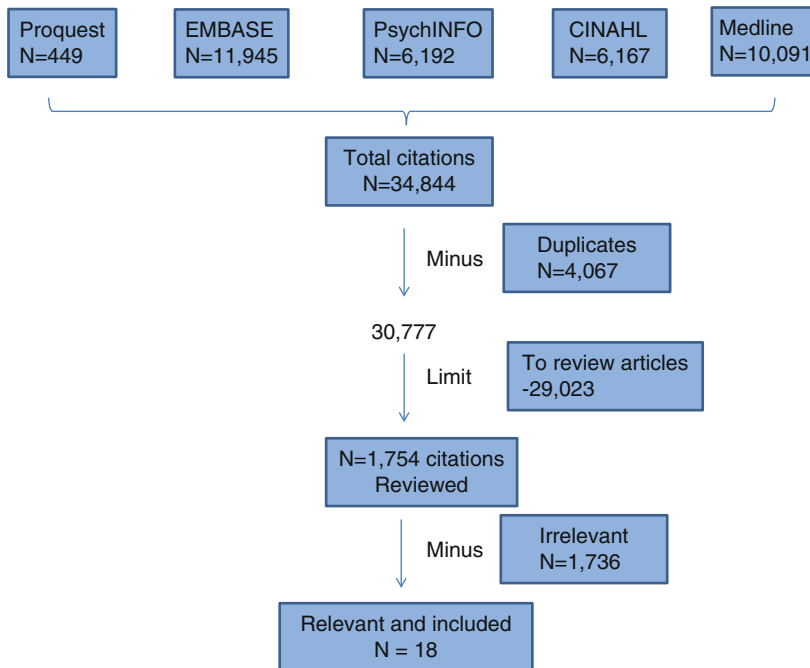 Proquest
N=449
EMBASE
N=11,945
PsychINFO
N=6,192
CINAHL
N=6,167
Medline
N=10,091
Total citations
N=34,844
Minus
Duplicates
N=4,067
30,777
Limit
To review articles
-29,023
N=1,754 citations
Reviewed
Minus
Irrelevant
N=1,736
Relevant and included
N = 18